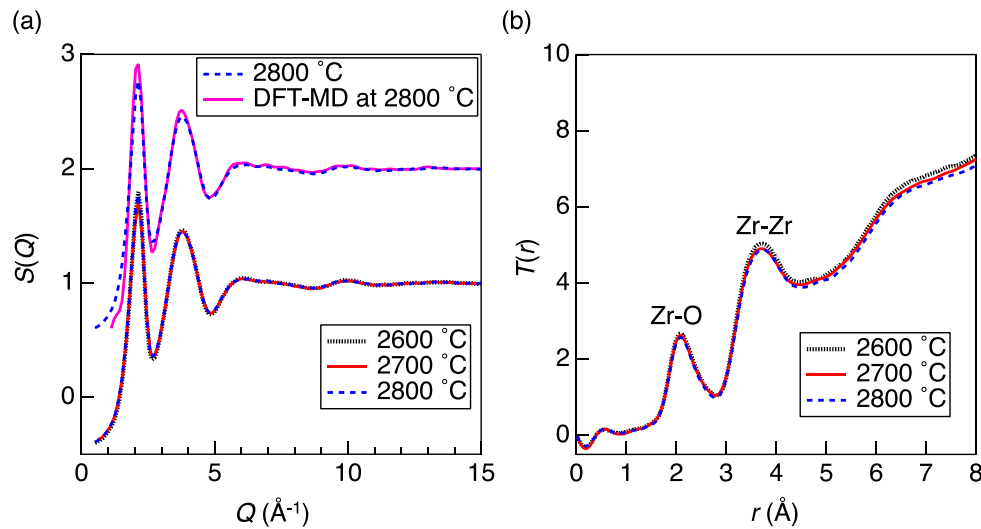 (a)
3
2
1
0
S(Q)
2800 °C
DFT-MD at 2800 °C
2600 °C
2700 °C
2800 °C
0 5 10 15
Q (Å-1)
(b)
10
8
6
4
2
0
T(r)
Zr-Zr
Zr-O
2600 °C
2700 °C
2800 °C
0 1 2 3 4 5 6 7 8
r (Å)